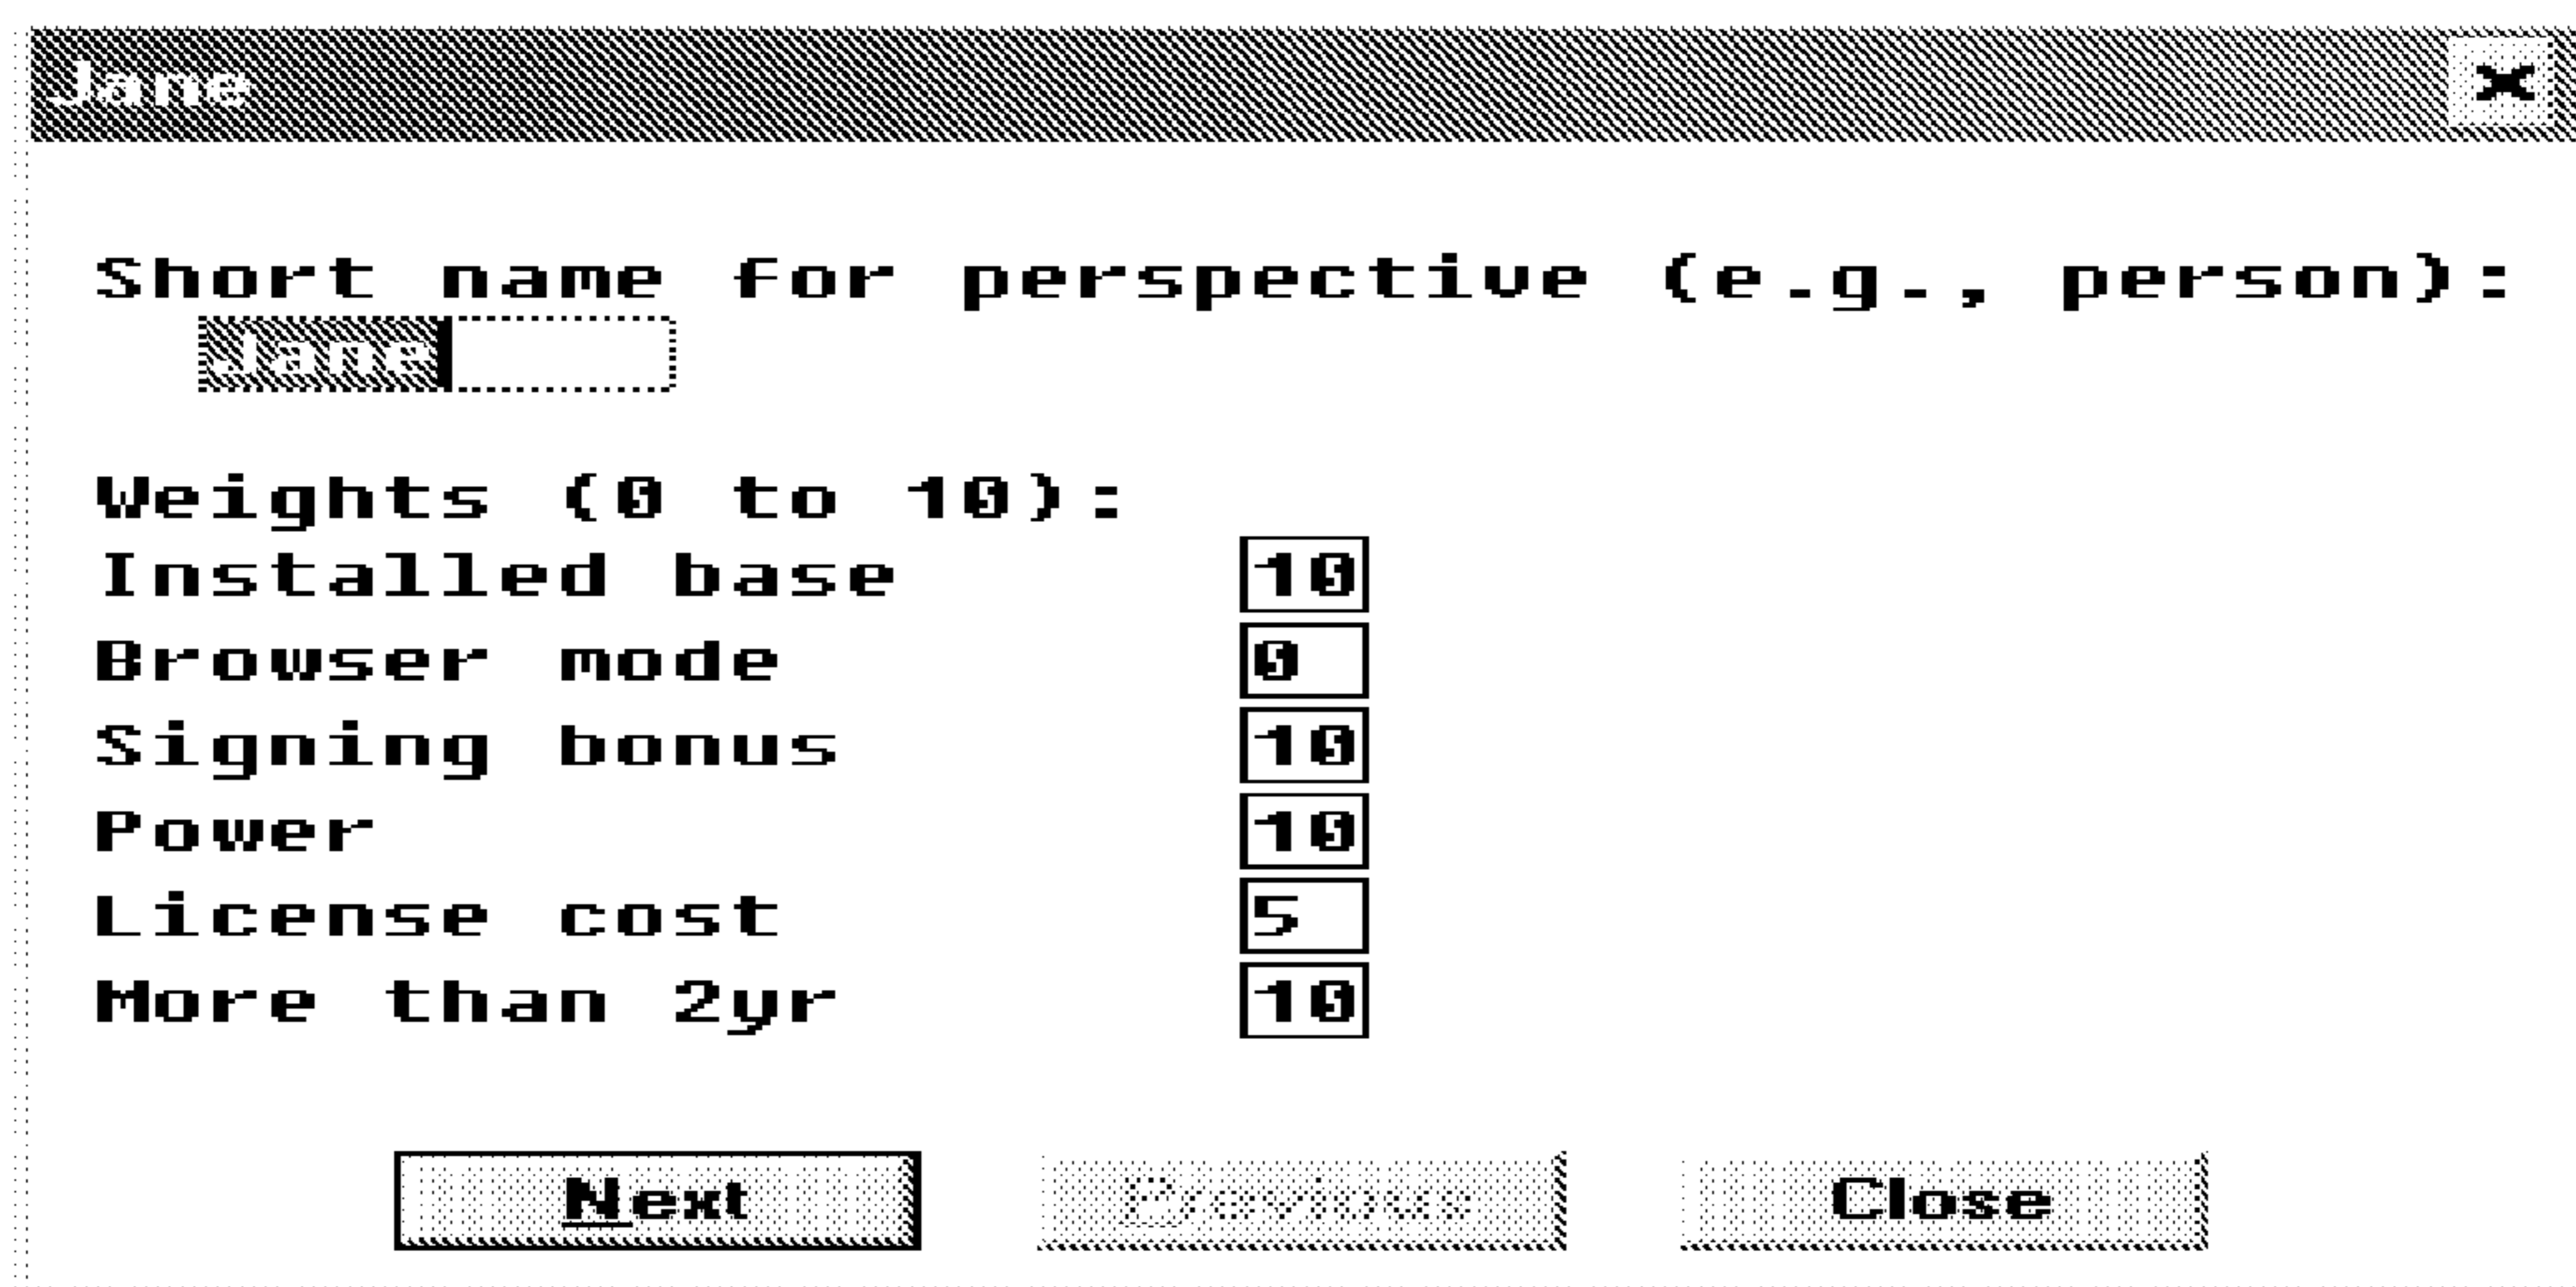 Jane
Short name for perspective (e.g., person):
Jane
Weights (0 to 10):
Installed base 10
Browser mode 0
Signing bonus 10
Power 10
License cost 5
More than 2yr 10
Next Previous Close